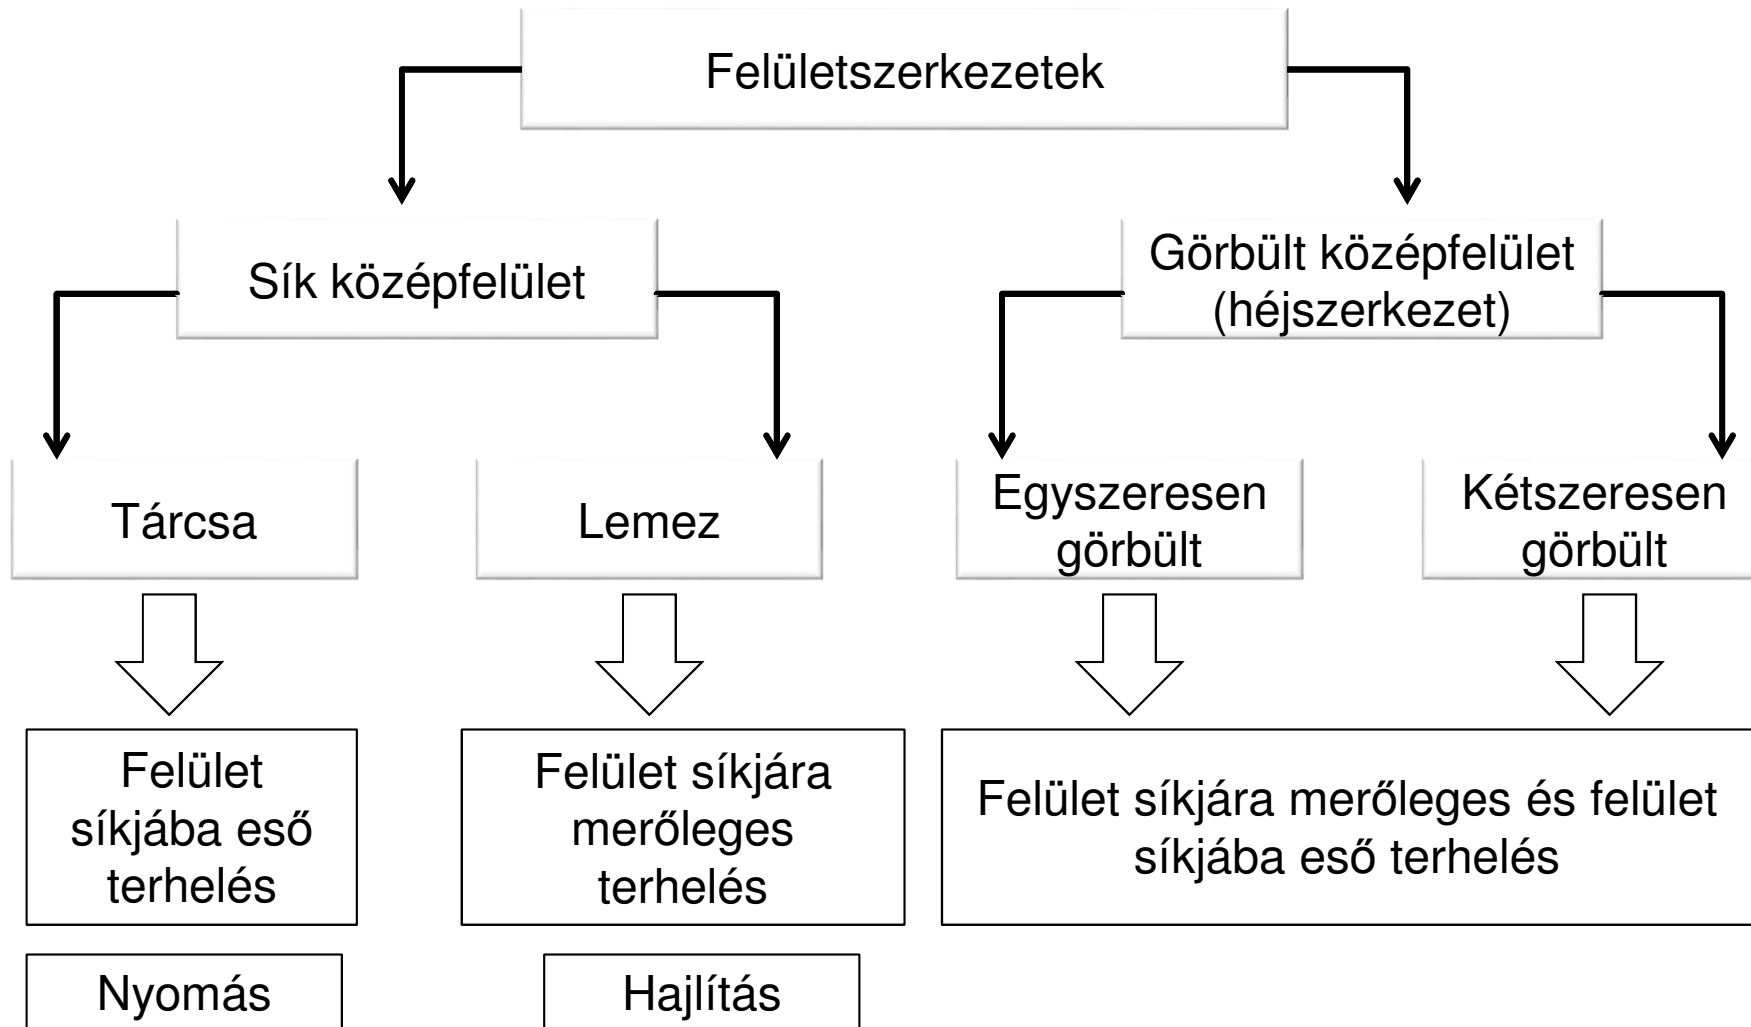 Felületszerkezetek
Sík középfelület
Görbült középfelület
(héjszerkezet)
Tárcsa
Lemez
Egyszeresen
görbült
Kétszeresen
görbült
Felület
síkjába eső
terhelés
Felület síkjára
merőleges
terhelés
Felület síkjára merőleges és felület
síkjába eső terhelés
Nyomás
Hajlítás